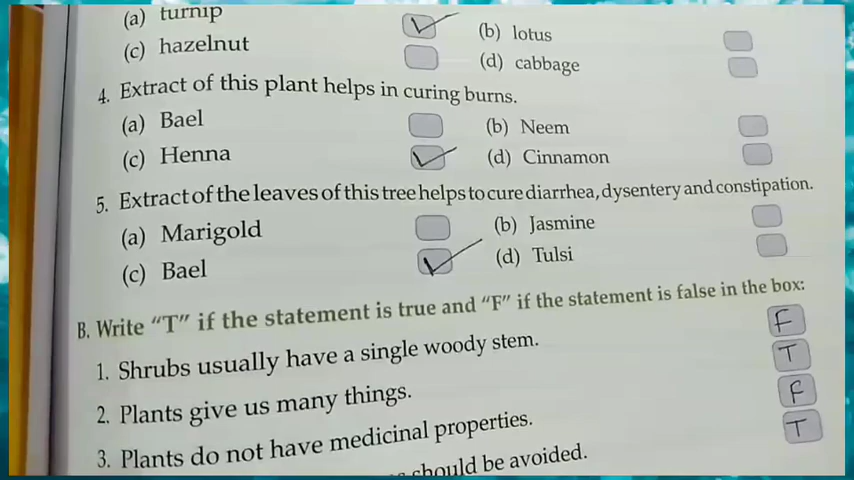 (a) turnip (b) lotus
(c) hazelnut (d) cabbage
4. Extract of this plant helps in curing burns.
(a) Bael (b) Neem
(c) Henna (d) Cinnamon
5. Extract of the leaves of this tree helps to cure diarrhea, dysentery and constipation.
(a) Marigold (b) Jasmine
(c) Bael (d) Tulsi
B. Write “T” if the statement is true and “F” if the statement is false in the box:
1. Shrubs usually have a single woody stem. F
2. Plants give us many things. T
3. Plants do not have medicinal properties. F
should be avoided. T